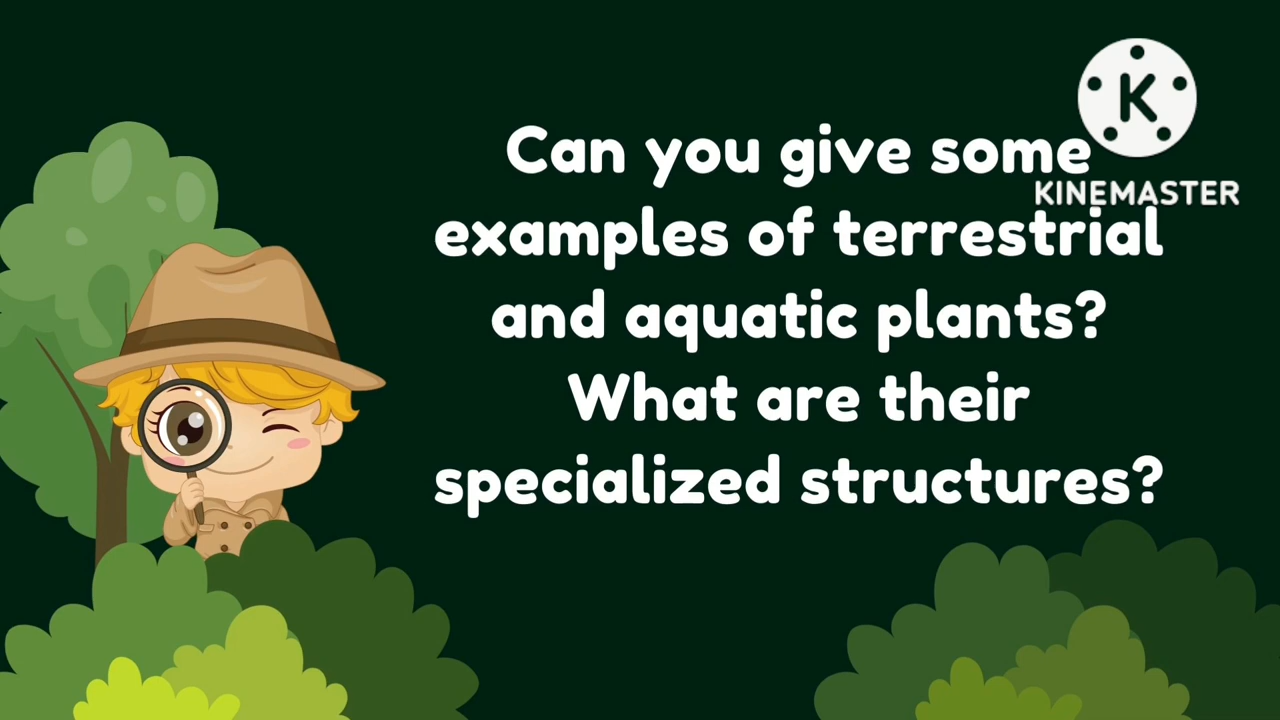 Can you give some
examples of terrestrial
and aquatic plants?
What are their
specialized structures?
K
KINEMASTER